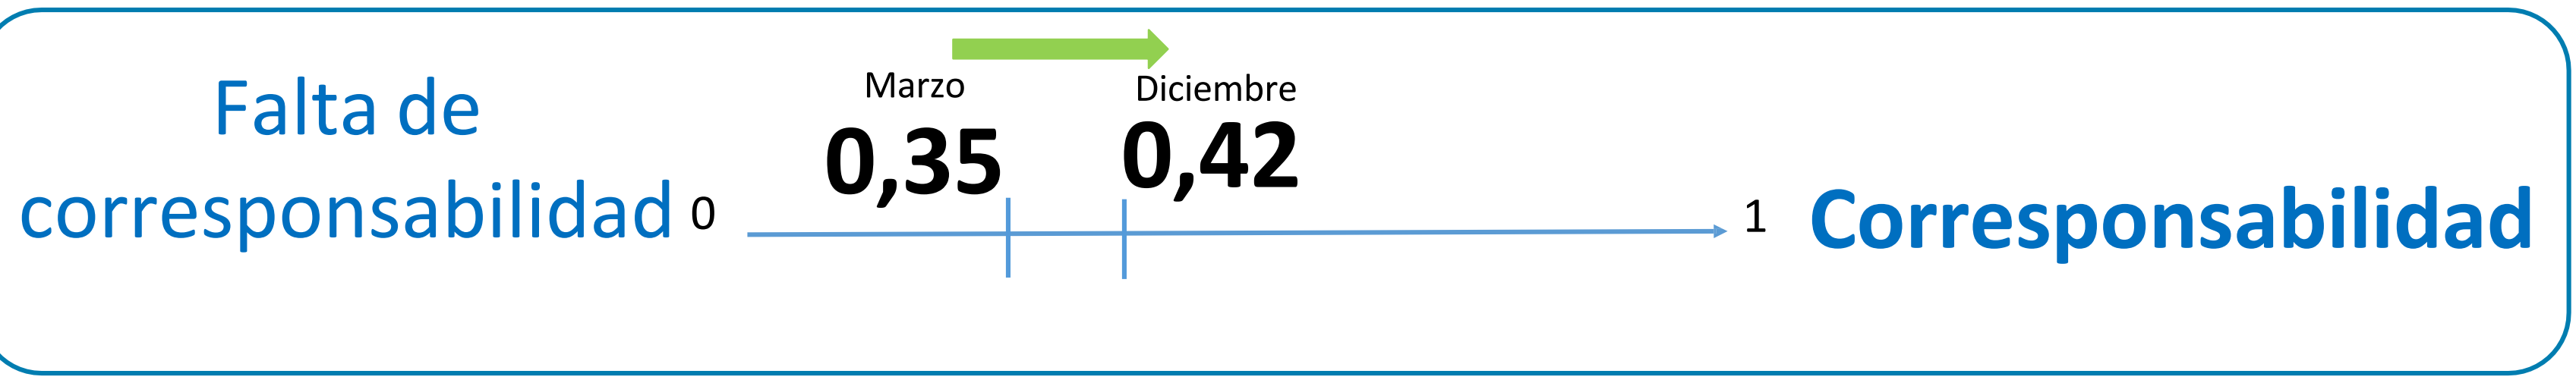 Falta de
corresponsabilidad
0
Marzo
0,35
Diciembre
0,42
1
Corresponsabilidad